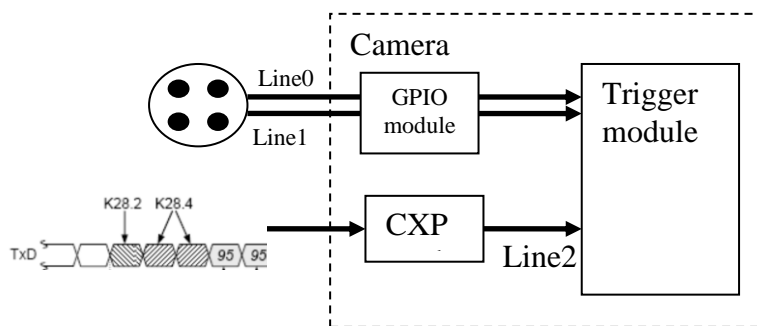 Camera
Line0
GPIO
module
Trigger
module
Line1
K28.2 K28.4
TxD 95 95
CXP
Line2